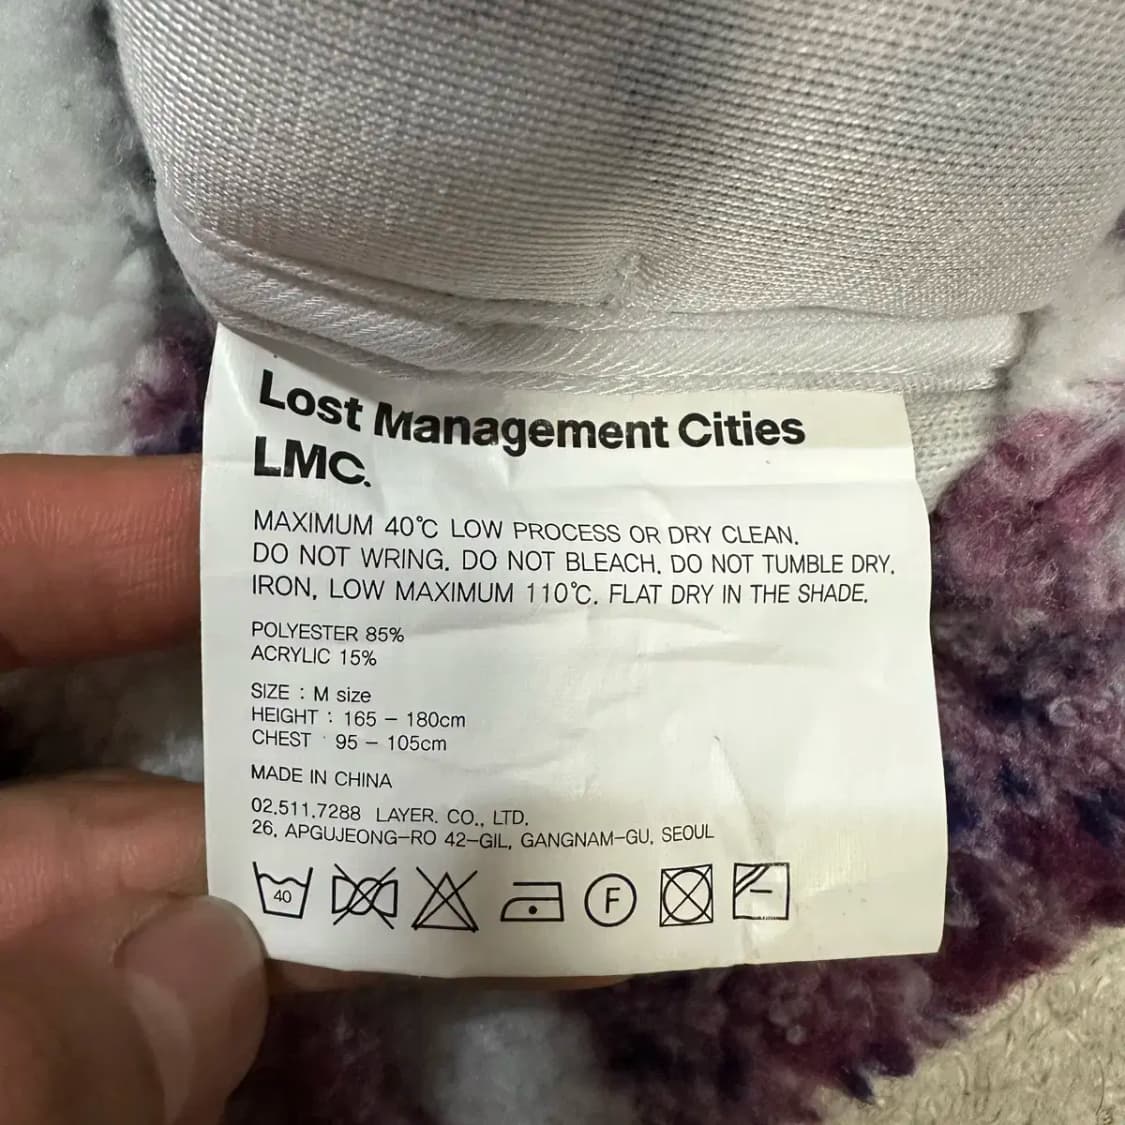 Lost Management Cities
LMC.
MAXIMUM 40℃ LOW PROCESS OR DRY CLEAN.
DO NOT WRING. DO NOT BLEACH. DO NOT TUMBLE DRY.
IRON, LOW MAXIMUM 110℃. FLAT DRY IN THE SHADE.
POLYESTER 85%
ACRYLIC 15%
SIZE : M size
HEIGHT : 165 – 180cm
CHEST : 95 – 105cm
MADE IN CHINA
02.511.7288 LAYER. CO., LTD.
26, APGUJEONG-RO 42-GIL, GANGNAM-GU, SEOUL
40 F